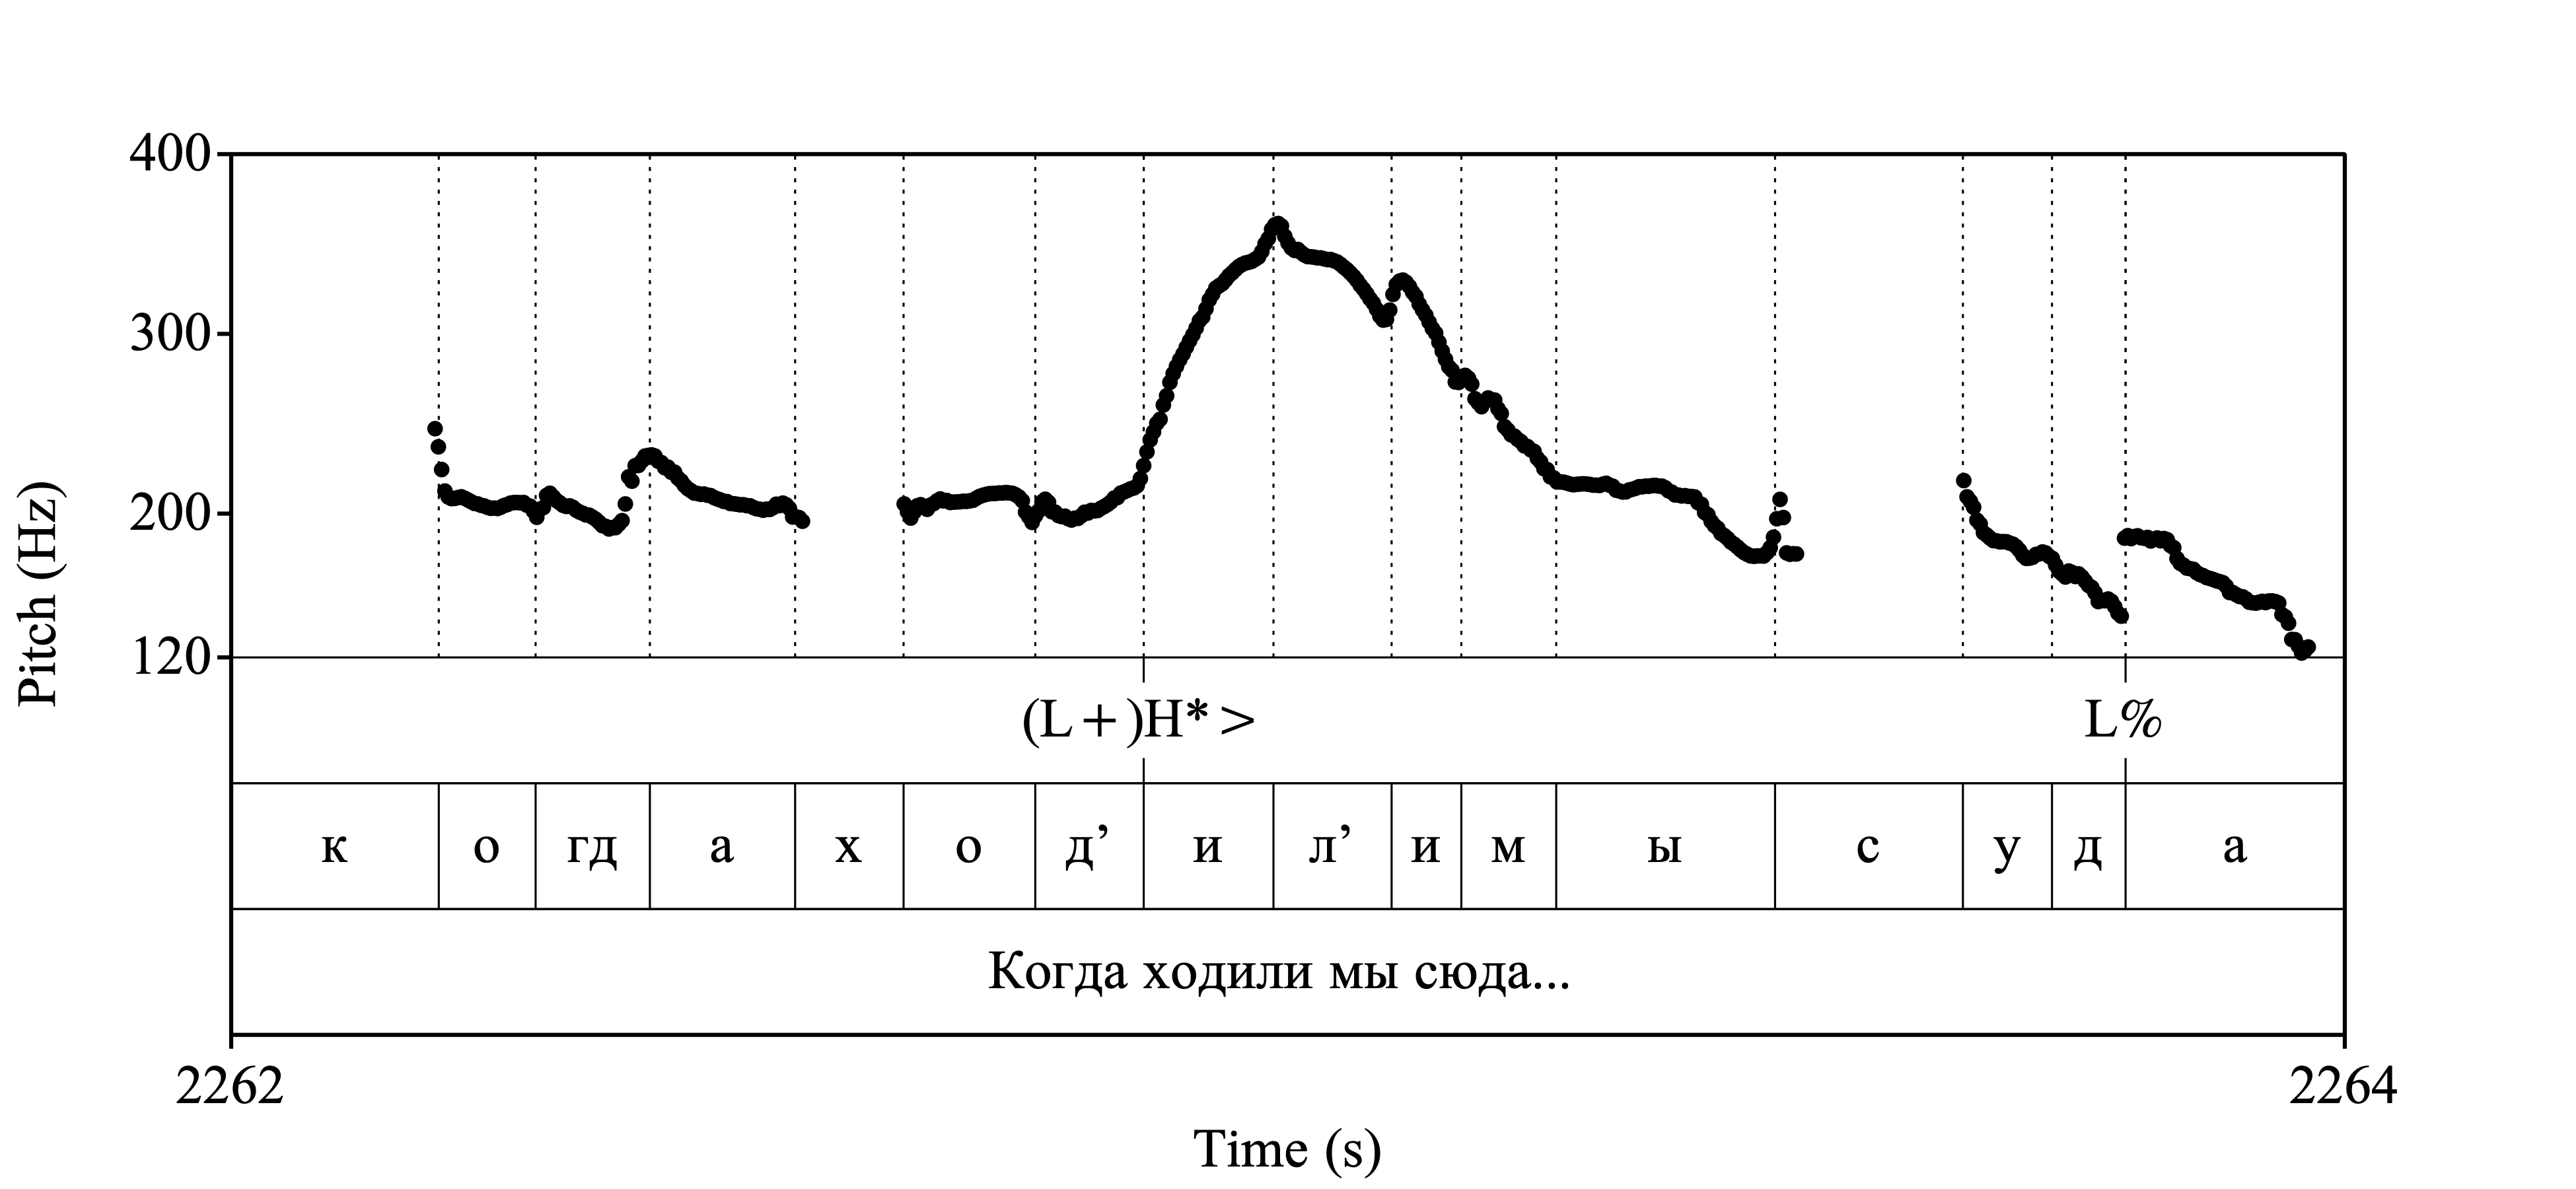 400
300
200
120
Pitch (Hz)
(L+)H*> L%
к о гд а х о д’ и л’ и м ы с у д а
Когда ходили мы сюда...
2262 2264
Time (s)